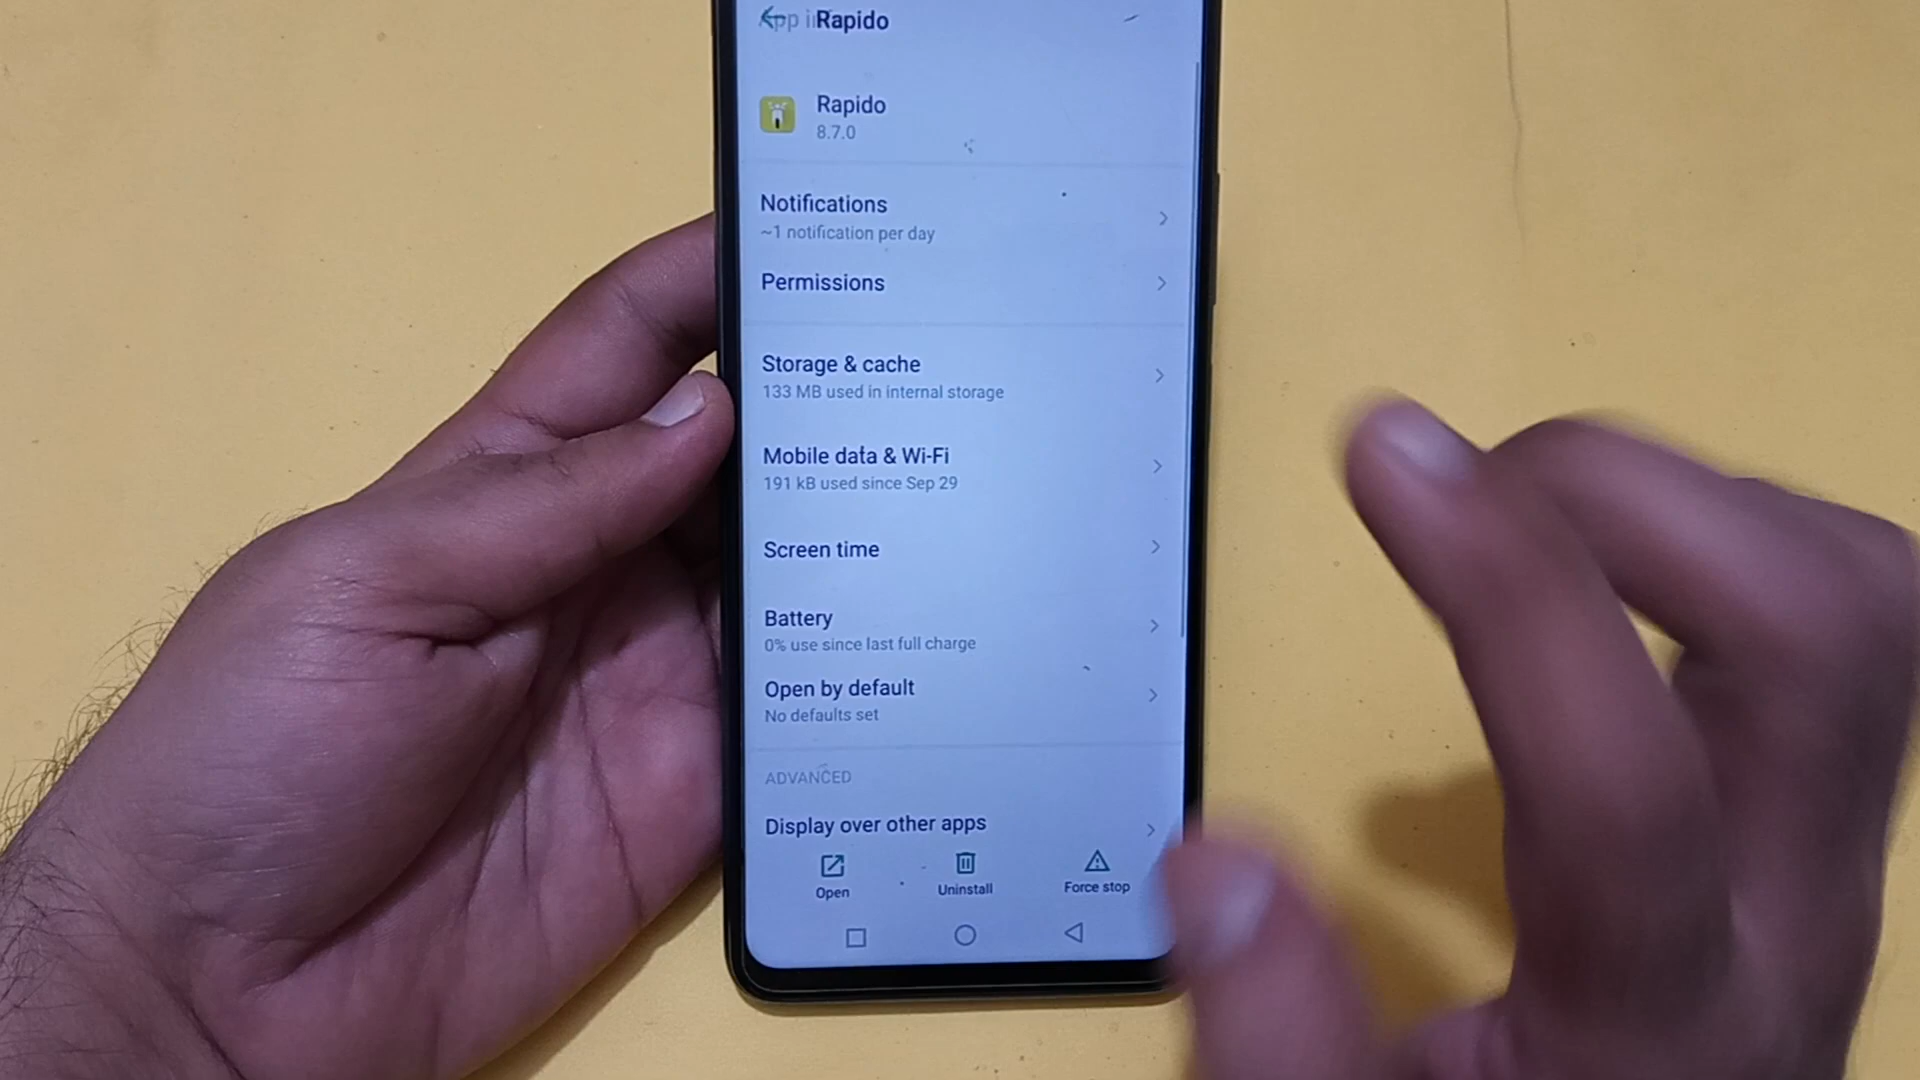 App i
Rapido
Rapido
8.7.0
Notifications
~1 notification per day
Permissions
Storage & cache
133 MB used in internal storage
Mobile data & Wi-Fi
191 kB used since Sep 29
Screen time
Battery
0% use since last full charge
Open by default
No defaults set
ADVANCED
Display over other apps
Open
Uninstall
Force stop